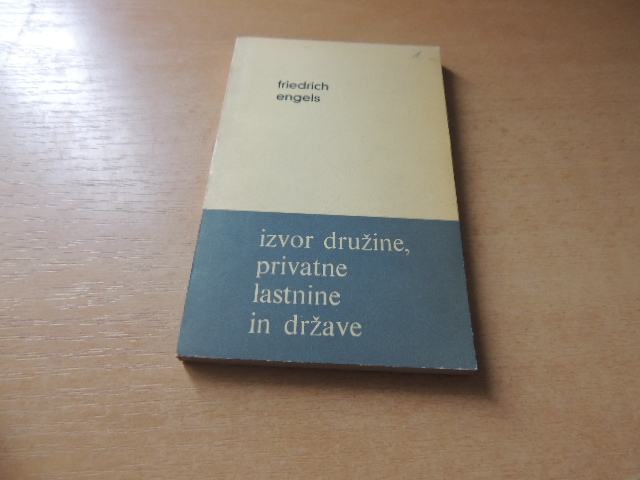 friedrich
engels
izvor družine,
privatne
lastnine
in države